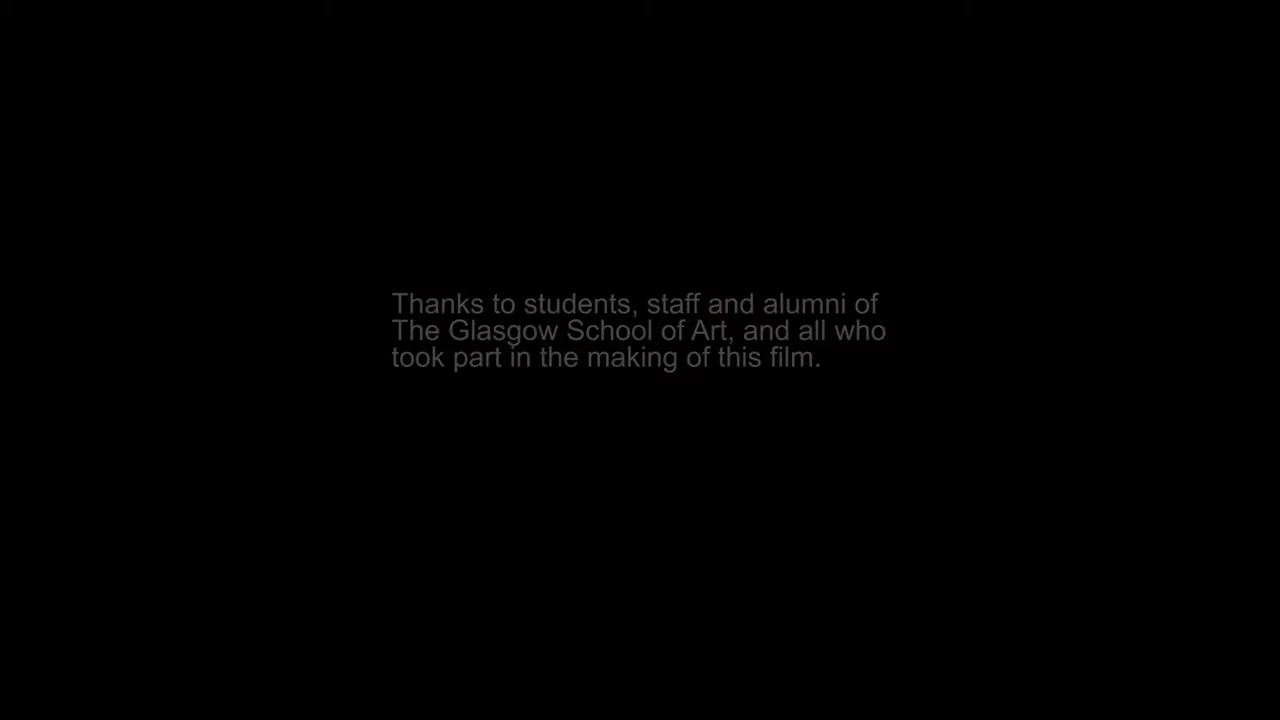 Thanks to students, staff and alumni of
The Glasgow School of Art, and all who
took part in the making of this film.